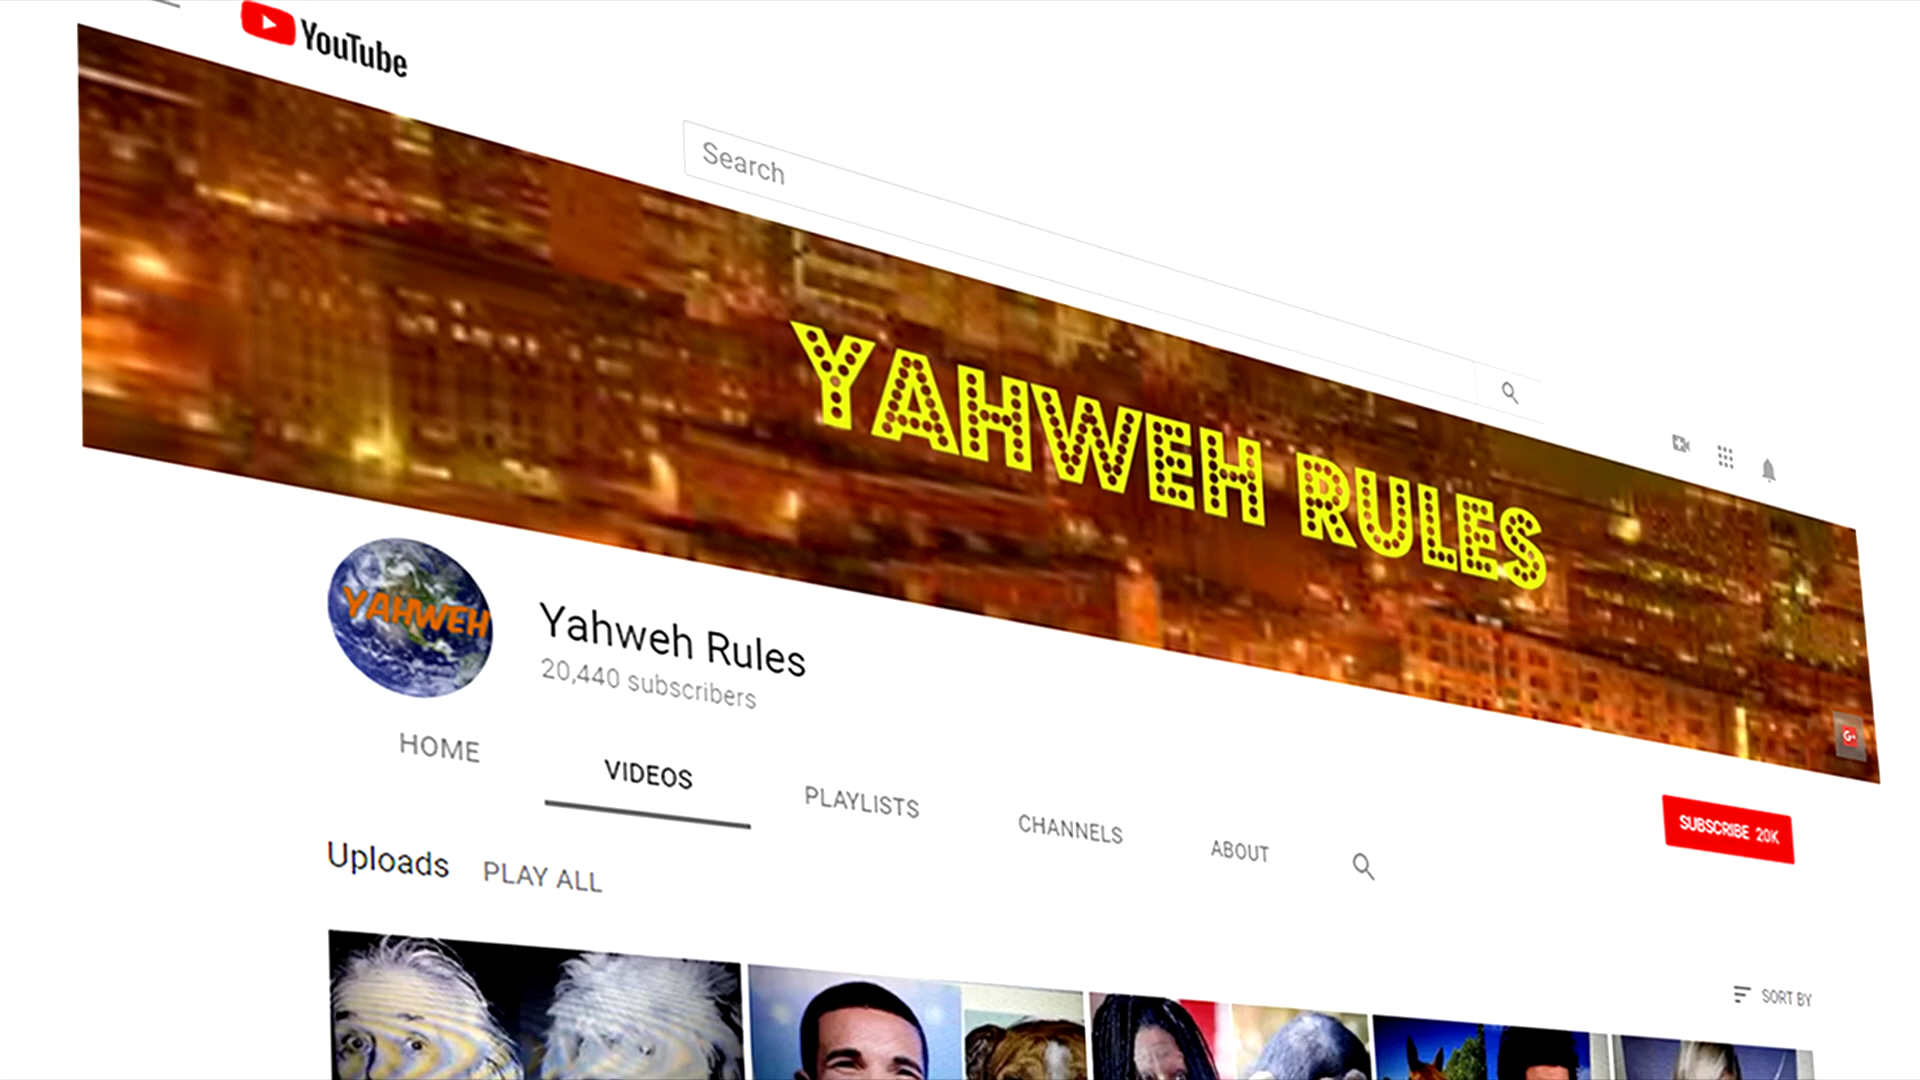 YouTube
Search
YAHWEH RULES
G+
YAHWEH
Yahweh Rules
20,440 subscribers
HOME
VIDEOS
PLAYLISTS
CHANNELS
ABOUT
SUBSCRIBE 20K
Uploads
PLAY ALL
SORT BY